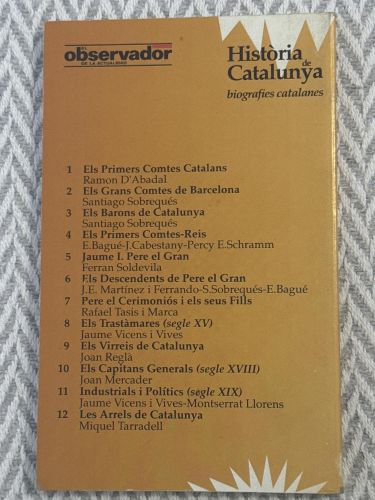 EL
observador
DE LA ACTUALIDAD
Història
de
Catalunya
biografies catalanes
1 Els Primers Comtes Catalans
Ramon D'Abadal
2 Els Grans Comtes de Barcelona
Santiago Sobrequés
3 Els Barons de Catalunya
Santiago Sobrequés
4 Els Primers Comtes-Reis
E.Bagué-J.Cabestany-Percy E.Schramm
5 Jaume I. Pere el Gran
Ferran Soldevila
6 Els Descendents de Pere el Gran
J.E. Martínez i Ferrando-S.Sobrequés-E.Bagué
7 Pere el Cerimoniós i els seus Fills
Rafael Tasis i Marca
8 Els Trastàmares (segle XV)
Jaume Vicens i Vives
9 Els Virreis de Catalunya
Joan Reglà
10 Els Capitans Generals (segle XVIII)
Joan Mercader
11 Industrials i Polítics (segle XIX)
Jaume Vicens i Vives-Montserrat Llorens
12 Les Arrels de Catalunya
Miquel Tarradell